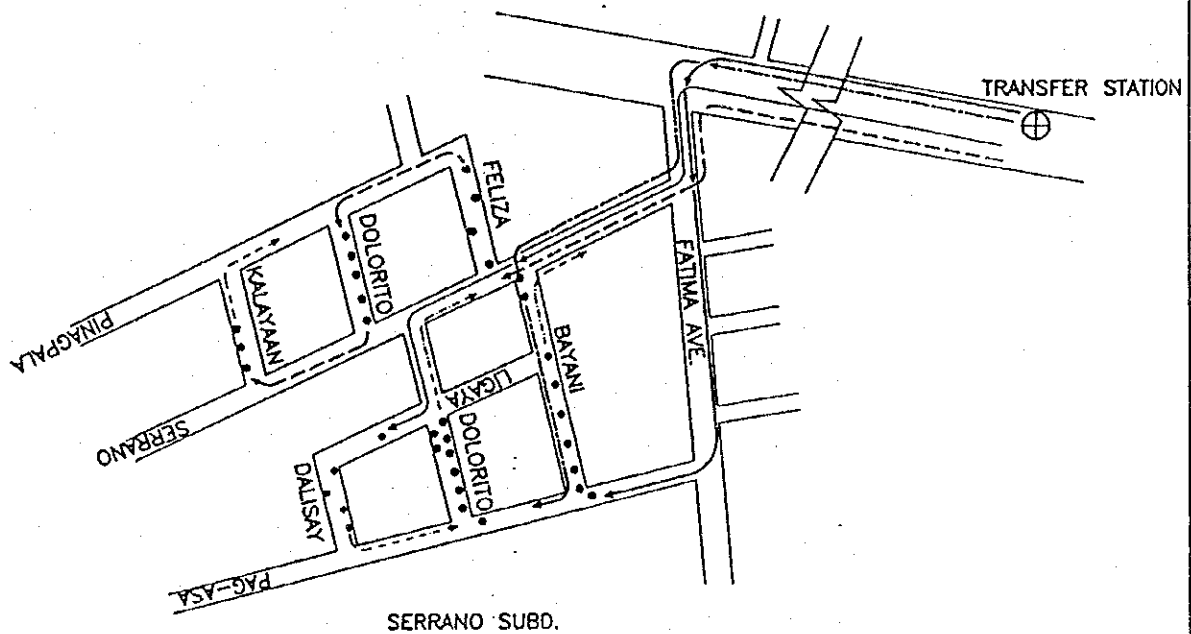 TRANSFER STATION
FELIZA
DOLORITO
KALAYAAN
PINAGPALA
FATIMA AVE.
BAYANI
LIGAYA
SERRANO
DOLORITO
DALISAY
PAG-ASA
SERRANO SUBD.